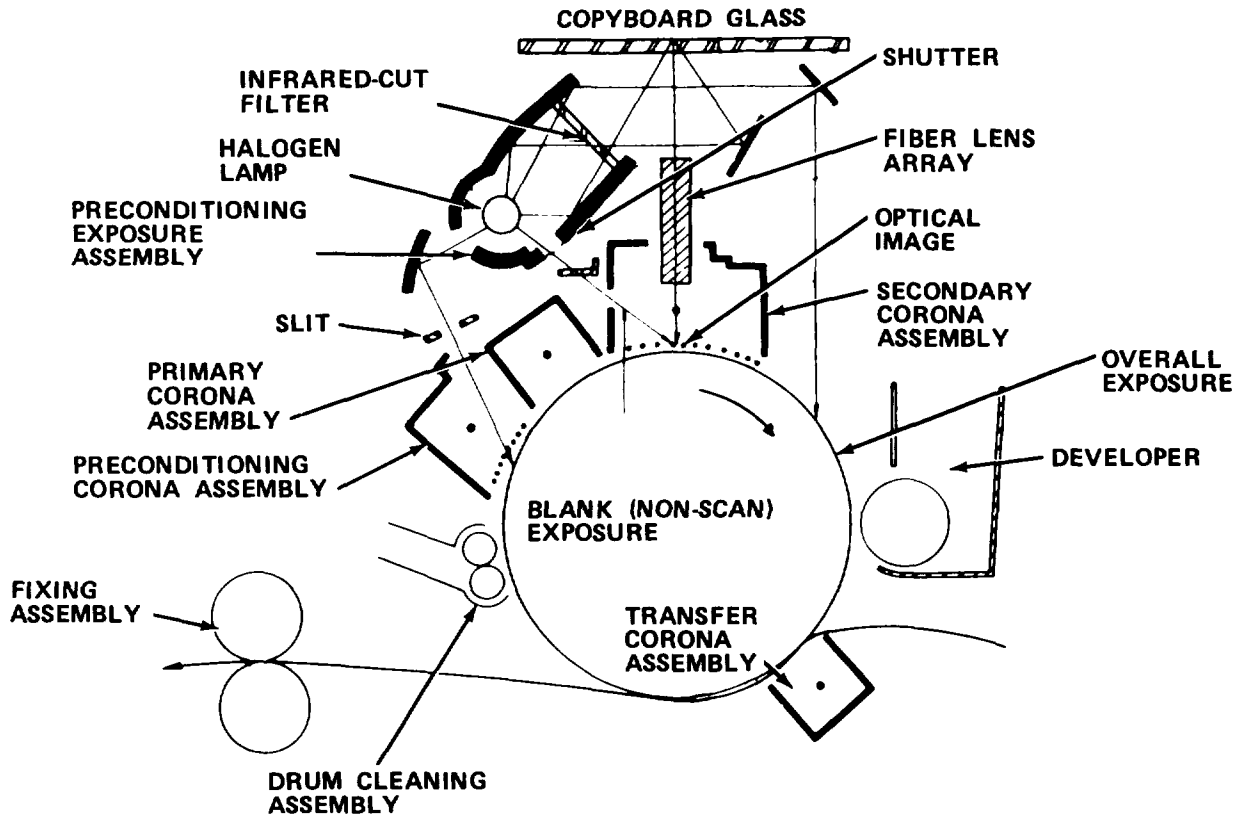 COPYBOARD GLASS
INFRARED-CUT
FILTER
HALOGEN
LAMP
PRECONDITIONING
EXPOSURE
ASSEMBLY
SLIT
PRIMARY
CORONA
ASSEMBLY
PRECONDITIONING
CORONA ASSEMBLY
SHUTTER
FIBER LENS
ARRAY
OPTICAL
IMAGE
SECONDARY
CORONA
ASSEMBLY
OVERALL
EXPOSURE
DEVELOPER
BLANK (NON-SCAN)
EXPOSURE
FIXING
ASSEMBLY
TRANSFER
CORONA
ASSEMBLY
DRUM CLEANING
ASSEMBLY